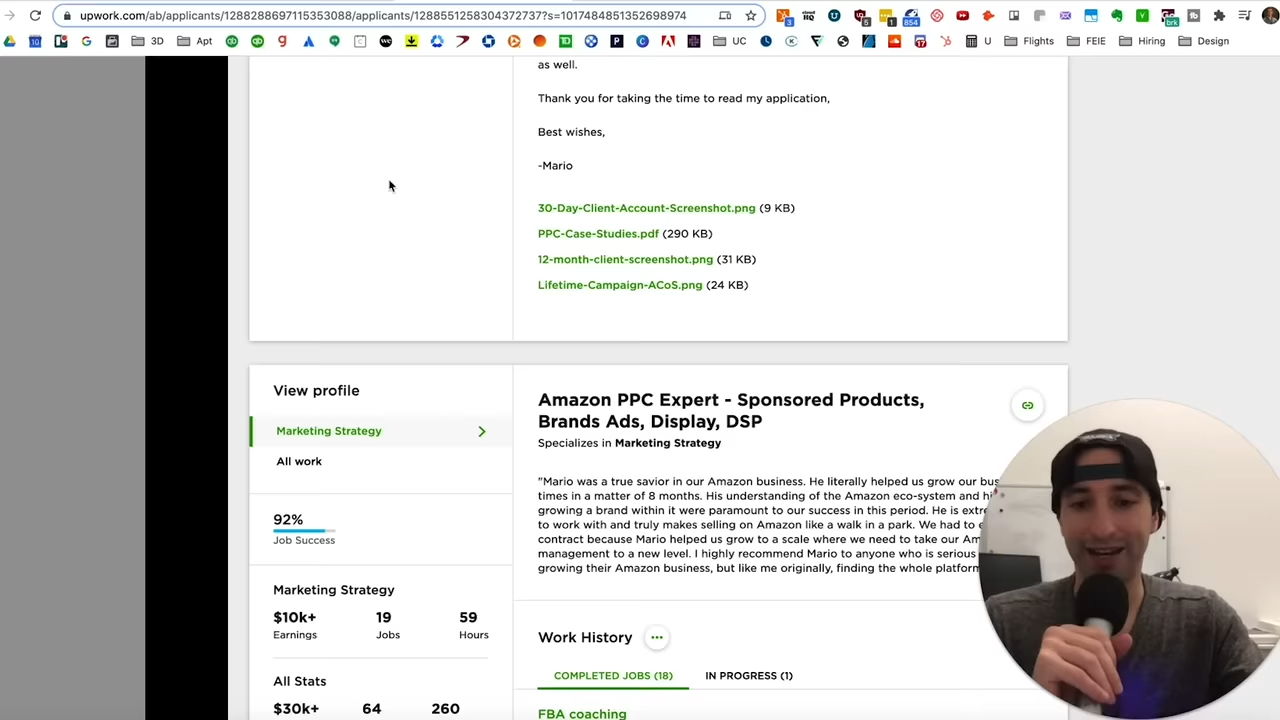 upwork.com/ab/applicants/1288288697115353088/applicants/1288551268304372737?s=1017484851352698974
3D
Apt
UC
U
Flights
FEIE
Hiring
Design
as well.
Thank you for taking the time to read my application,
Best wishes,
-Mario
30-Day-Client-Account-Screenshot.png (9 KB)
PPC-Case-Studies.pdf (290 KB)
12-month-client-screenshot.png (31 KB)
Lifetime-Campaign-ACoS.png (24 KB)
View profile
Marketing Strategy
All work
92%
Job Success
Marketing Strategy
$10k+ 19 59
Earnings Jobs Hours
All Stats
$30k+ 64 260
Amazon PPC Expert - Sponsored Products,
Brands Ads, Display, DSP
Specializes in Marketing Strategy
"Mario was a true savior in our Amazon business. He literally helped us grow our
times in a matter of 8 months. His understanding of the Amazon eco-system and
growing a brand within it were paramount to our success in this period. He is
to work with and truly makes selling on Amazon like a walk in a park. We had to
contract because Mario helped us grow to a scale where we need to take our
management to a new level. I highly recommend Mario to anyone who is serious
growing their Amazon business, but like me originally, finding the whole platform
Work History
COMPLETED JOBS (18) IN PROGRESS (1)
FBA coaching